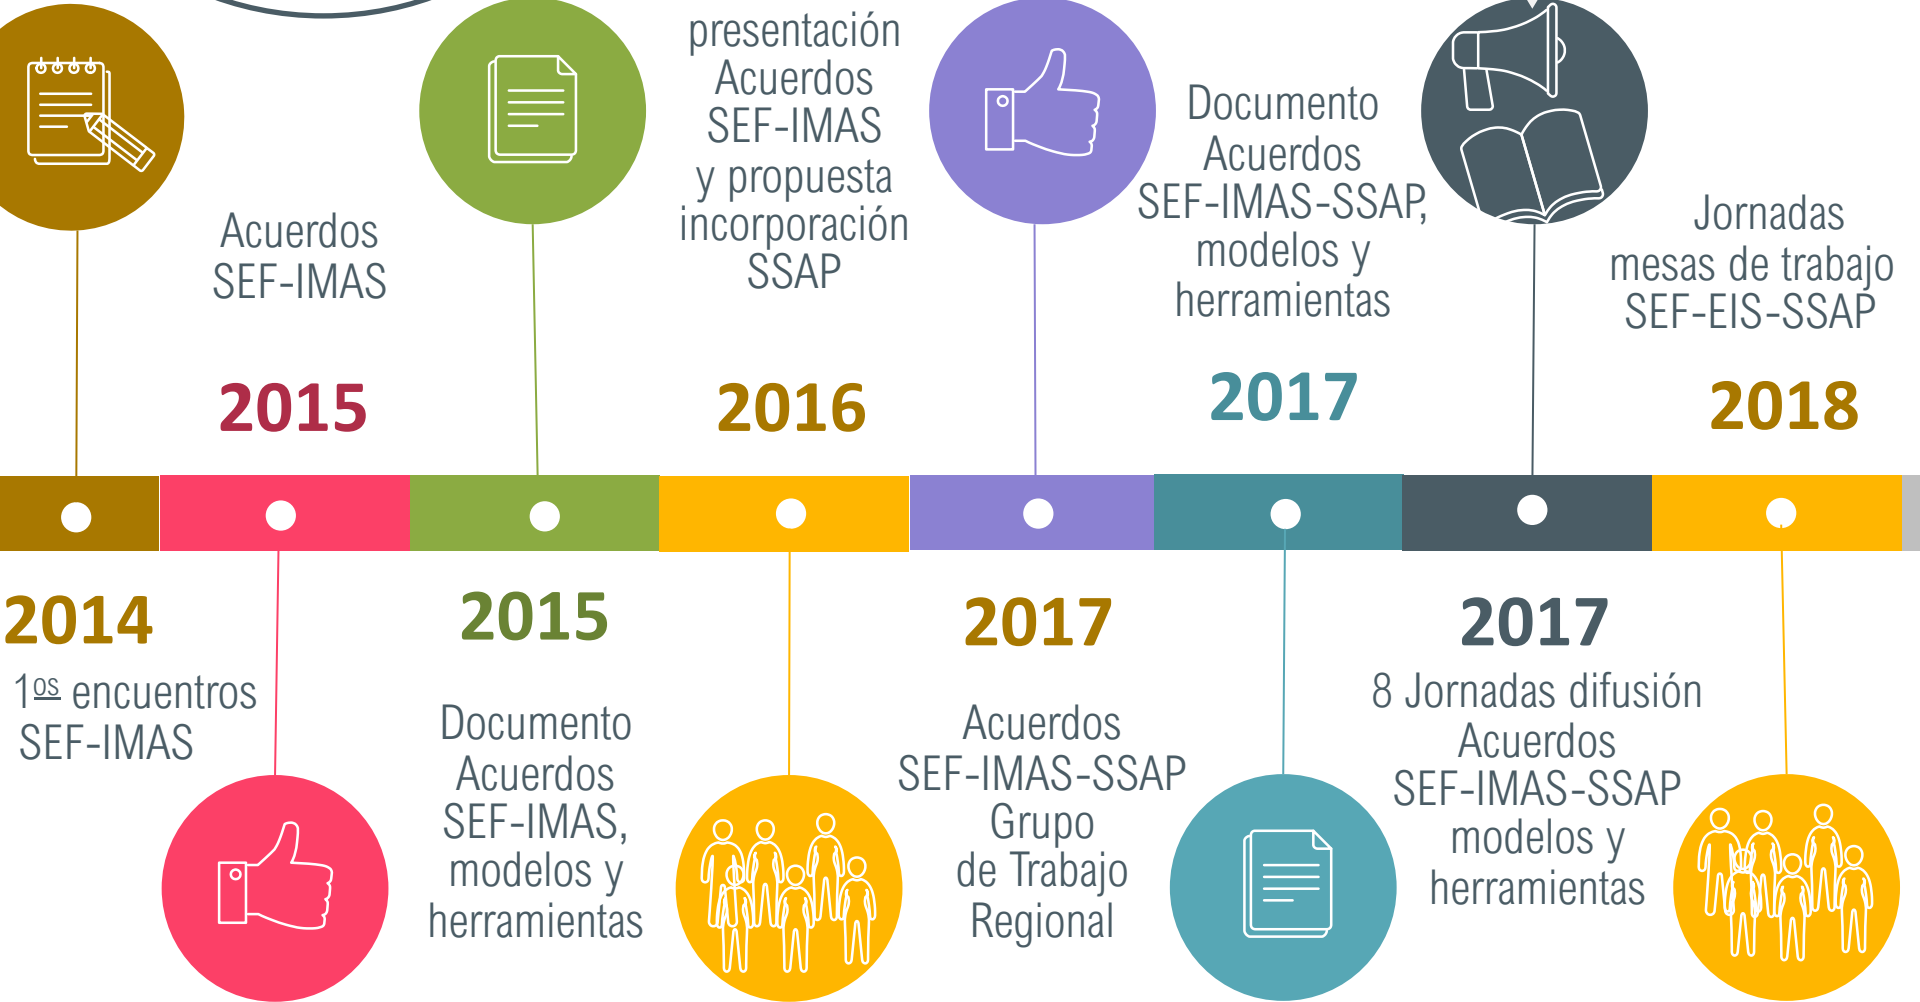 2014
1os encuentros
SEF-IMAS
Acuerdos
SEF-IMAS
2015
2015
Documento
Acuerdos
SEF-IMAS,
modelos y
herramientas
presentación
Acuerdos
SEF-IMAS
y propuesta
incorporación
SSAP
2016
2017
Acuerdos
SEF-IMAS-SSAP
Grupo
de Trabajo
Regional
Documento
Acuerdos
SEF-IMAS-SSAP,
modelos y
herramientas
2017
2017
8 Jornadas difusión
Acuerdos
SEF-IMAS-SSAP
modelos y
herramientas
Jornadas
mesas de trabajo
SEF-EIS-SSAP
2018